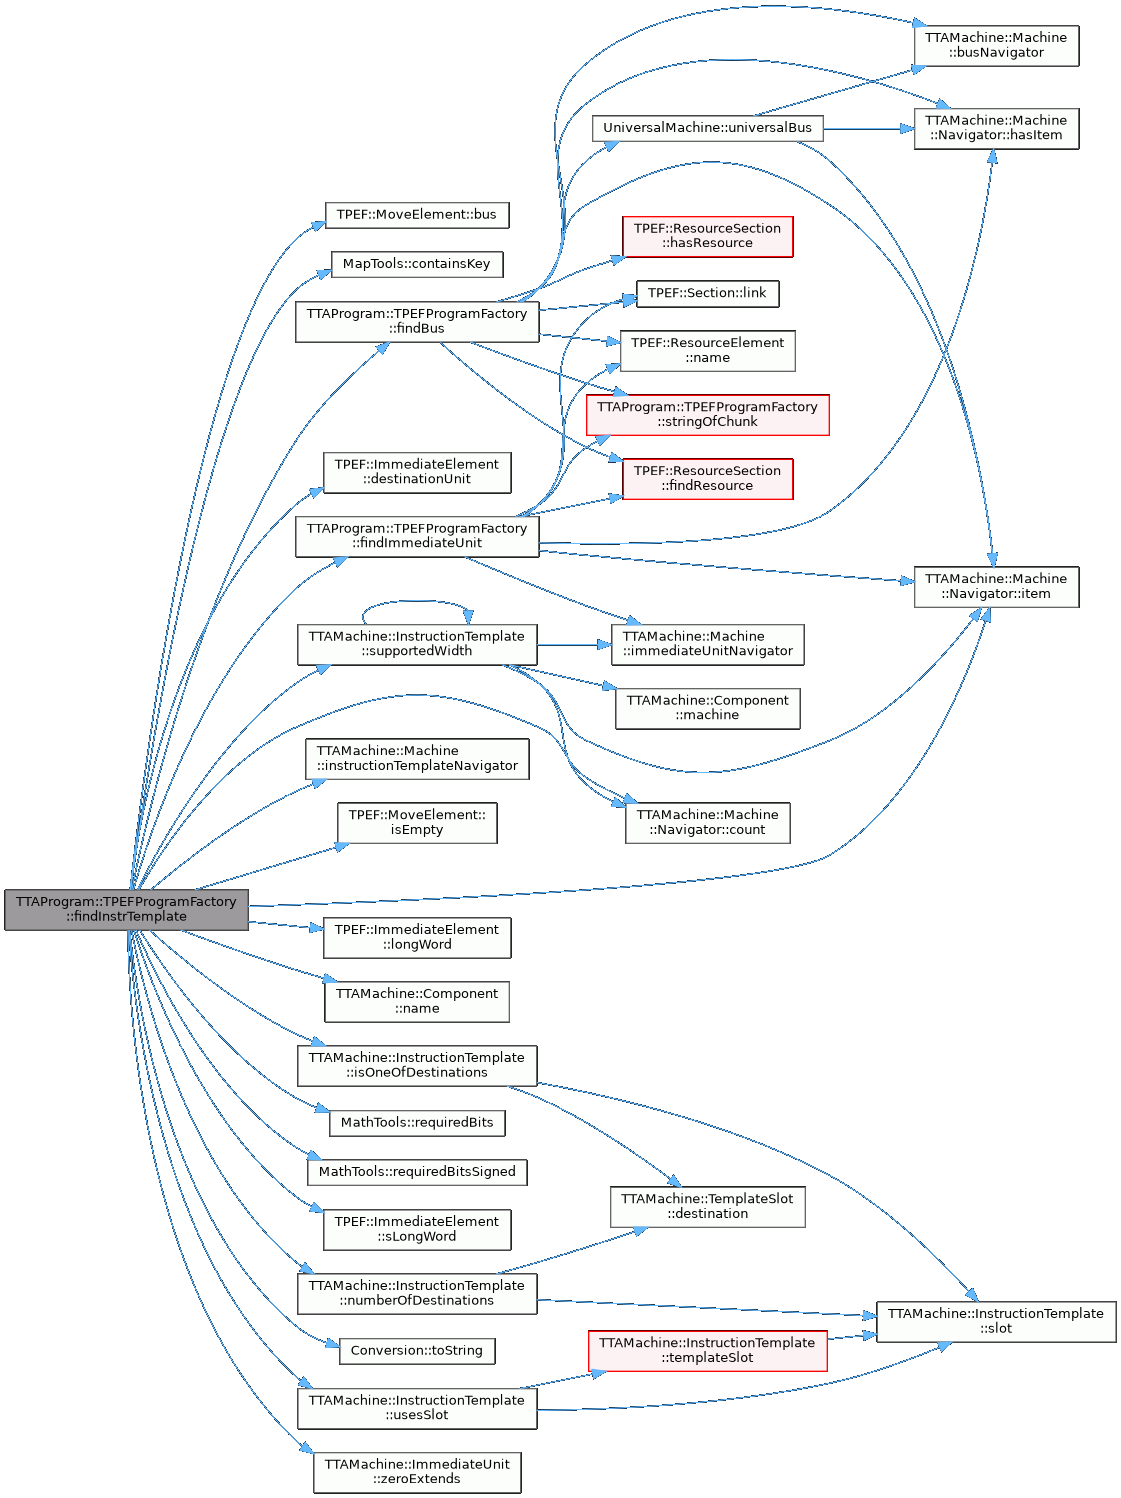 TTAMachine::Machine
::busNavigator
UniversalMachine::universalBus
TTAMachine::Machine
::Navigator::hasItem
TPEF::MoveElement::bus
TPEF::ResourceSection
::hasResource
MapTools::containsKey
TPEF::Section::link
TTAProgram::TPEFProgramFactory
::findBus
TPEF::ResourceElement
::name
TTAProgram::TPEFProgramFactory
::stringOfChunk
TPEF::ImmediateElement
::destinationUnit
TPEF::ResourceSection
::findResource
TTAProgram::TPEFProgramFactory
::findImmediateUnit
TTAMachine::Machine
::Navigator::item
TTAMachine::InstructionTemplate
::supportedWidth
TTAMachine::Machine
::immediateUnitNavigator
TTAMachine::Component
::machine
TTAMachine::Machine
::instructionTemplateNavigator
TPEF::MoveElement::
isEmpty
TTAMachine::Machine
::Navigator::count
TTAProgram::TPEFProgramFactory
::findInstrTemplate
TPEF::ImmediateElement
::longWord
TTAMachine::Component
::name
TTAMachine::InstructionTemplate
::isOneOfDestinations
MathTools::requiredBits
MathTools::requiredBitsSigned
TTAMachine::TemplateSlot
::destination
TPEF::ImmediateElement
::sLongWord
TTAMachine::InstructionTemplate
::numberOfDestinations
TTAMachine::InstructionTemplate
::slot
Conversion::toString
TTAMachine::InstructionTemplate
::templateSlot
TTAMachine::InstructionTemplate
::usesSlot
TTAMachine::ImmediateUnit
::zeroExtends